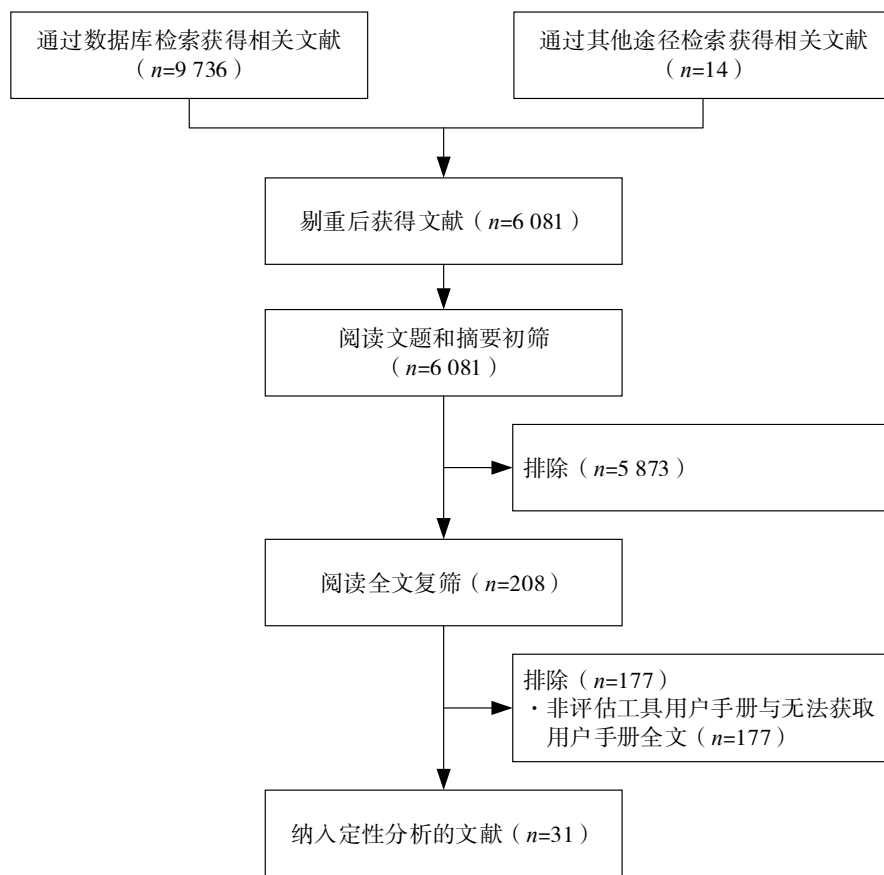 通过数据库检索获得相关文献
（n=9 736）
通过其他途径检索获得相关文献
（n=14）
剔重后获得文献（n=6 081）
阅读文题和摘要初筛
（n=6 081）
排除（n=5 873）
阅读全文复筛（n=208）
排除（n=177）
·非评估工具用户手册与无法获取
用户手册全文（n=177）
纳入定性分析的文献（n=31）